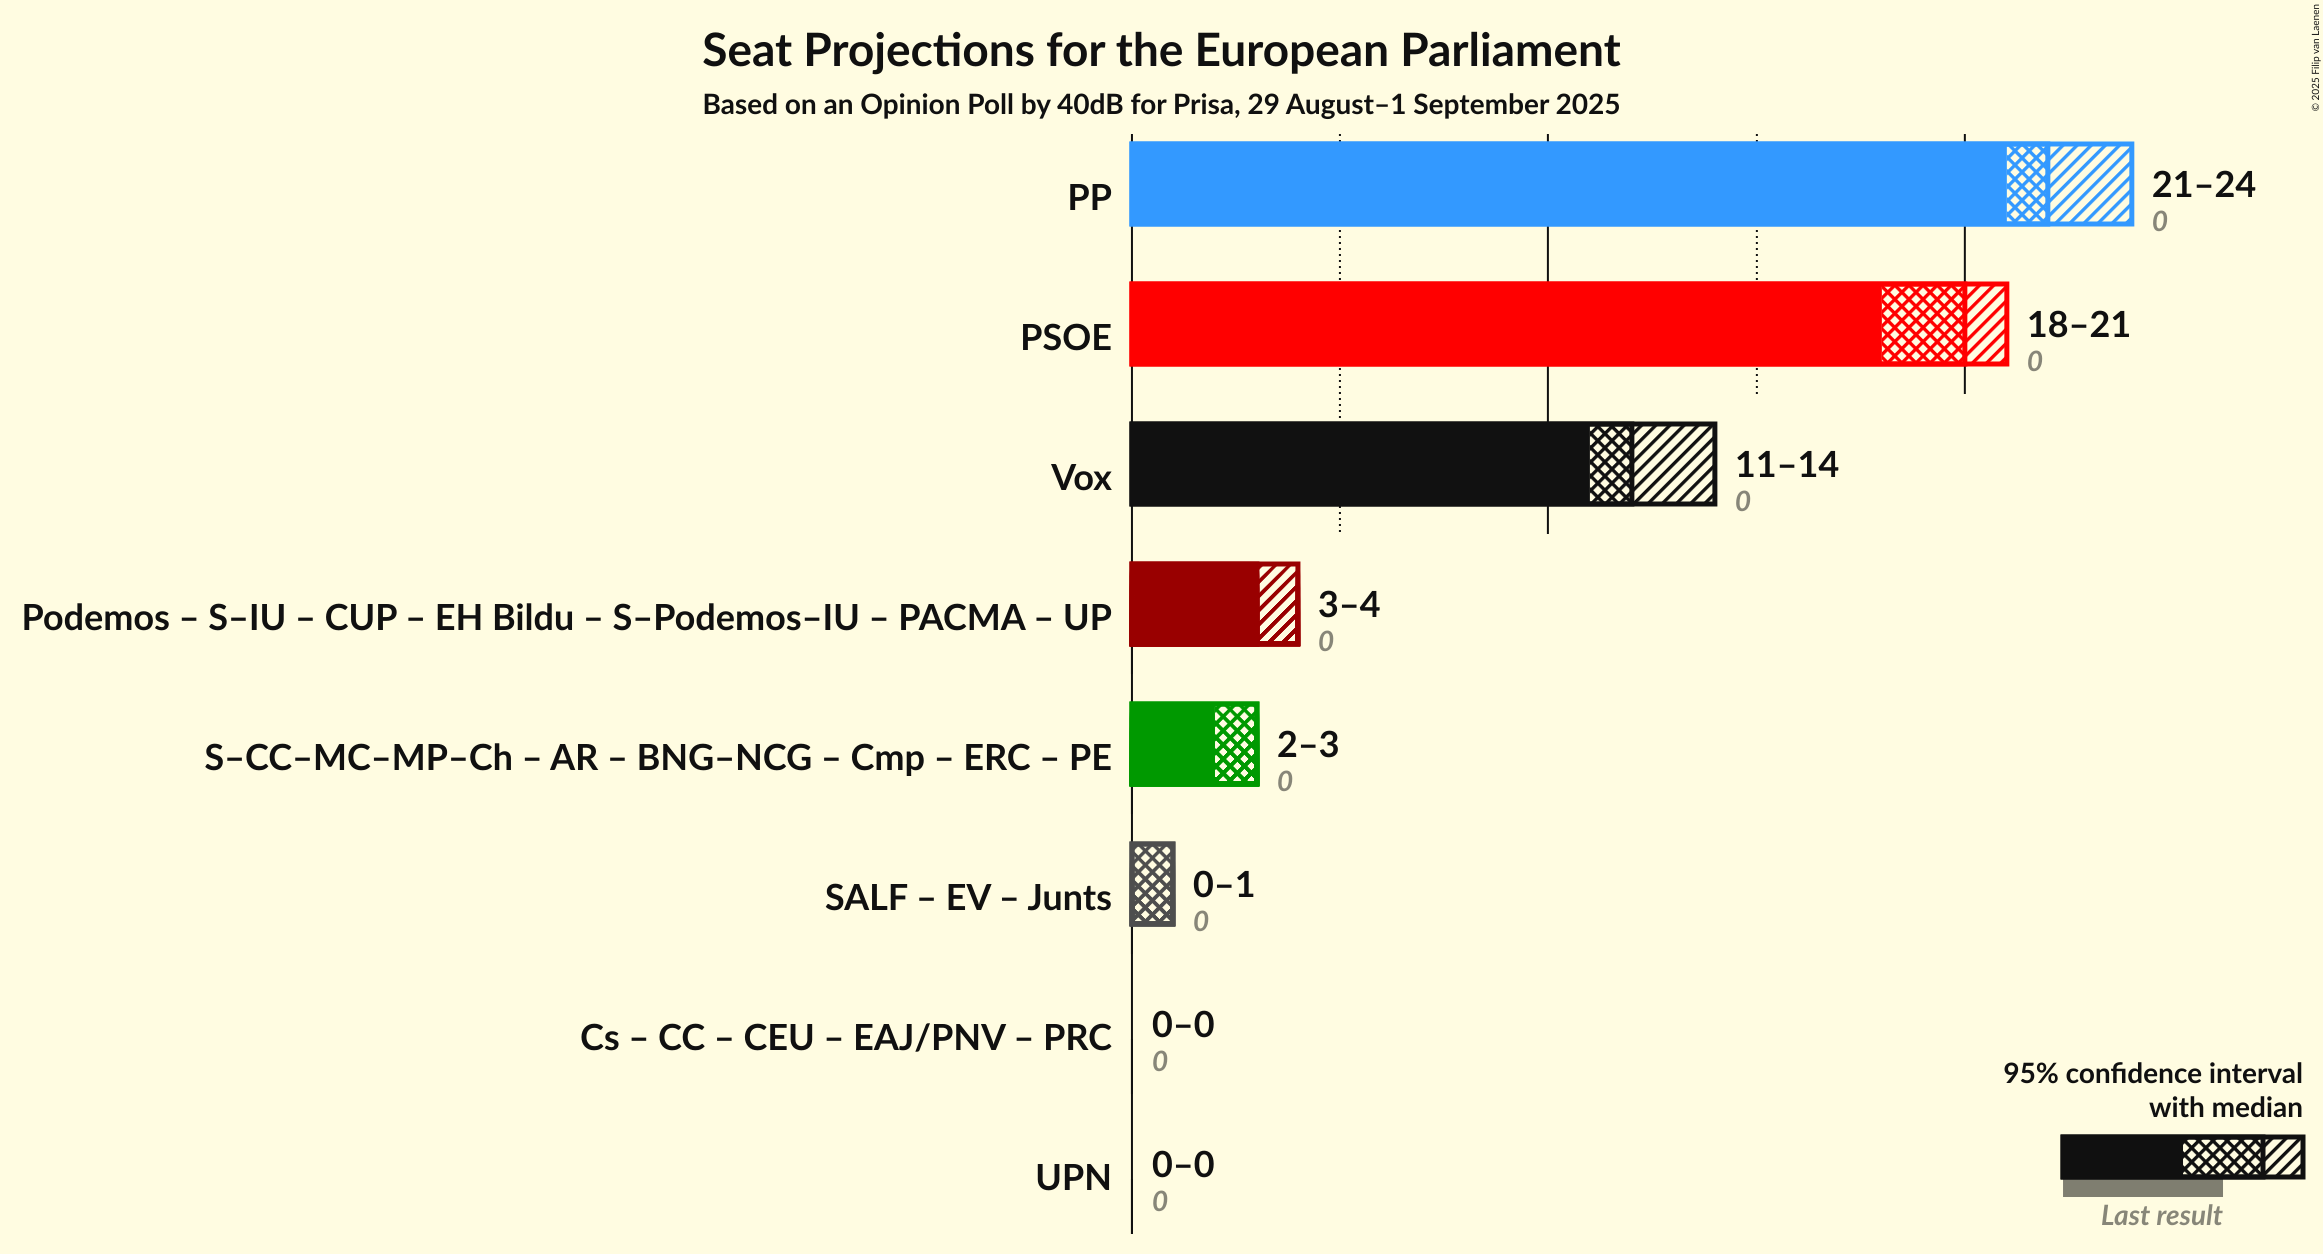 Seat Projections for the European Parliament
Based on an Opinion Poll by 40dB for Prisa, 29 August–1 September 2025
© 2025 Filip van Laenen
PP
21–24
0
PSOE
18–21
0
Vox
11–14
0
Podemos – S–IU – CUP – EH Bildu – S–Podemos–IU – PACMA – UP
3–4
0
S–CC–MC–MP–Ch – AR – BNG–NCG – Cmp – ERC – PE
2–3
0
SALF – EV – Junts
0–1
0
Cs – CC – CEU – EAJ/PNV – PRC
0–0
0
UPN
0–0
0
95% confidence interval
with median
Last result